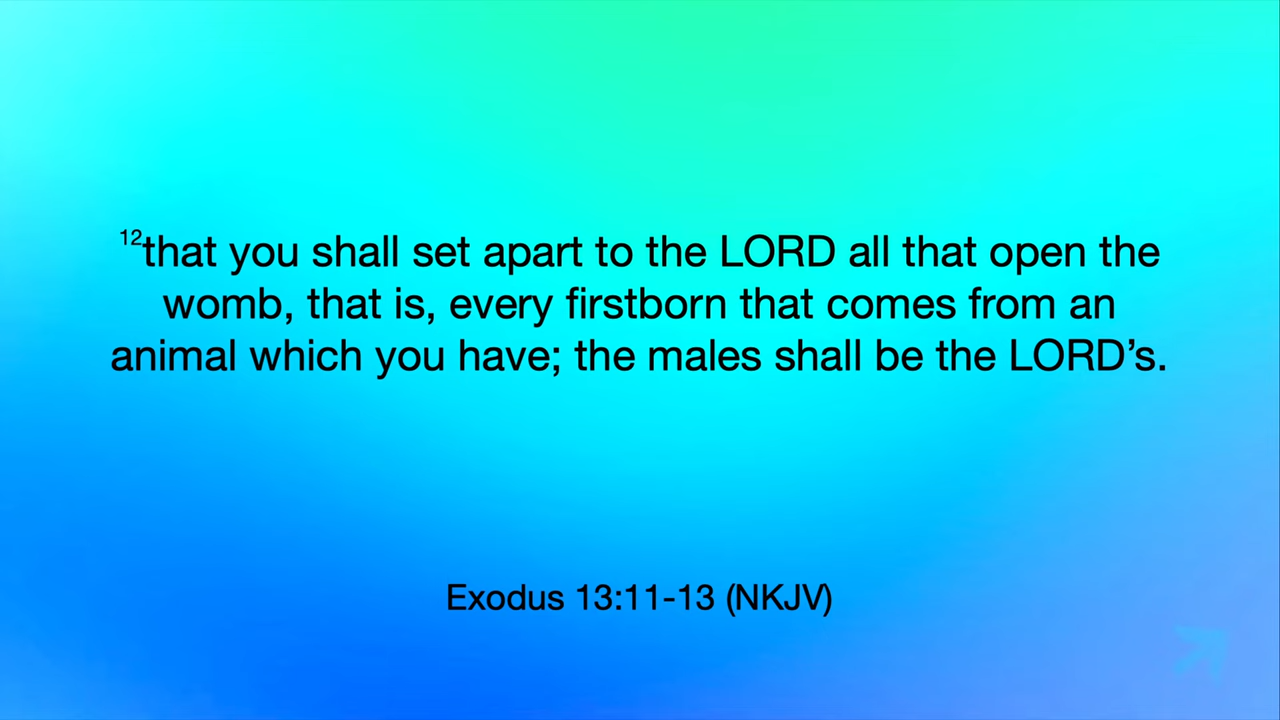 12that you shall set apart to the LORD all that open the
womb, that is, every firstborn that comes from an
animal which you have; the males shall be the LORD’s.
Exodus 13:11-13 (NKJV)